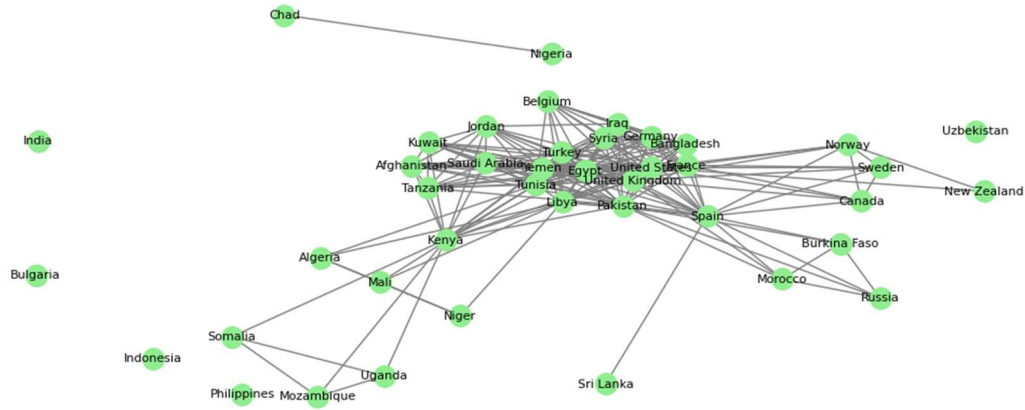 Chad
Nigeria
Belgium
Iraq
Jordan
Germany
Syria
Bangladesh
India
Kuwait
Turkey
Norway
Uzbekistan
Afghanistan
Saudi Arabia
Yemen
Egypt
United States
France
Sweden
Tanzania
Tunisia
United Kingdom
New Zealand
Libya
Pakistan
Canada
Spain
Kenya
Burkina Faso
Algeria
Bulgaria
Mali
Morocco
Russia
Niger
Somalia
Indonesia
Uganda
Sri Lanka
Philippines
Mozambique